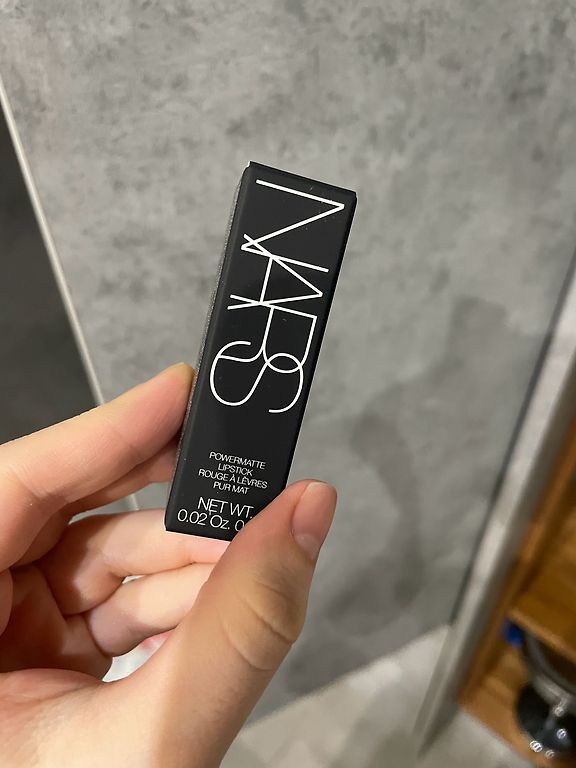 NARS
POWERMATTE
LIPSTICK
ROUGE À LÈVRES
PUR MAT
NET WT.
0.02 Oz.